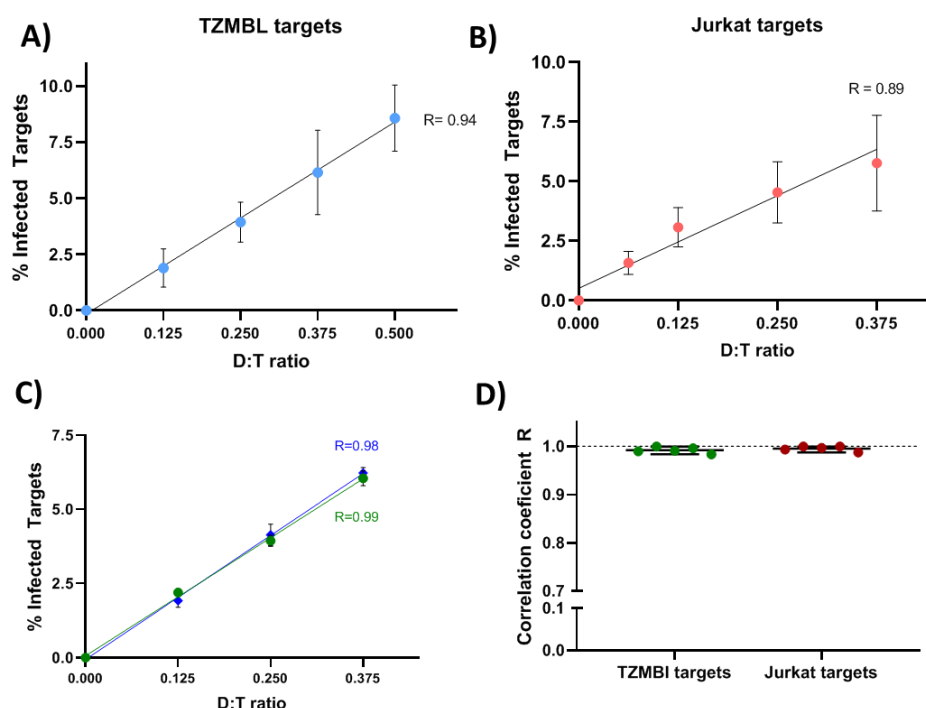 A)
TZMBL targets
% Infected Targets
10.0
7.5
5.0
2.5
0.0
R= 0.94
0.000 0.125 0.250 0.375 0.500
D:T ratio
B)
Jurkat targets
% Infected Targets
10.0
7.5
5.0
2.5
0.0
R = 0.89
0.000 0.125 0.250 0.375
D:T ratio
C)
% Infected Targets
7.5
5.0
2.5
0.0
R=0.98
R=0.99
0.000 0.125 0.250 0.375
D:T ratio
D)
Correlation coeficient R
1.0
0.9
1.0
0.8
0.7
0.1
0.0
TZMBl targets Jurkat targets